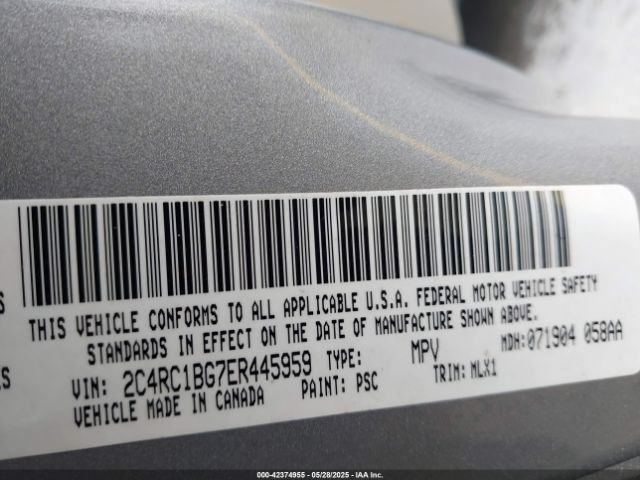 THIS VEHICLE CONFORMS TO ALL APPLICABLE U.S.A. FEDERAL MOTOR VEHICLE SAFETY
STANDARDS IN EFFECT ON THE DATE OF MANUFACTURE SHOWN ABOVE.
VIN: 2C4RC1BG7ER445959 TYPE: MPV MDH:071904 058AA
VEHICLE MADE IN CANADA PAINT: PSC TRIM: MLX1
000-42374955 - 05/28/2025 - IAA Inc.